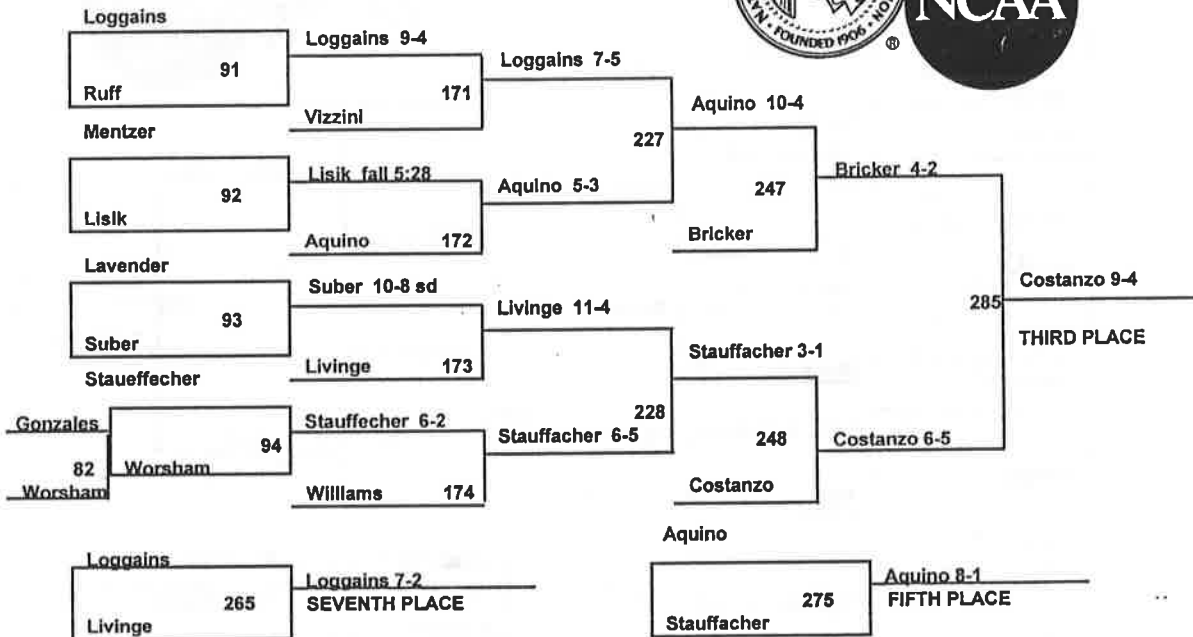 Loggains
NCAA
FOUNDED 1906
®
Loggains 9-4
Loggains 7-5
91
171
Ruff
Vizzini
Aquino 10-4
Mentzer
227
Lisik fall 5:28
Aquino 5-3
Bricker 4-2
92
247
Lisik
Aquino
172
Bricker
Lavender
Suber 10-8 sd
Livinge 11-4
Costanzo 9-4
93
285
THIRD PLACE
Suber
Livinge
173
Stauffacher 3-1
Staueffecher
Gonzales
Stauffecher 6-2
228
Stauffacher 6-5
94
248
Costanzo 6-5
82
Worsham
Worsham
Williams
174
Costanzo
Aquino
Loggains
Loggains 7-2
Aquino 8-1
265
SEVENTH PLACE
275
FIFTH PLACE
Livinge
Stauffacher